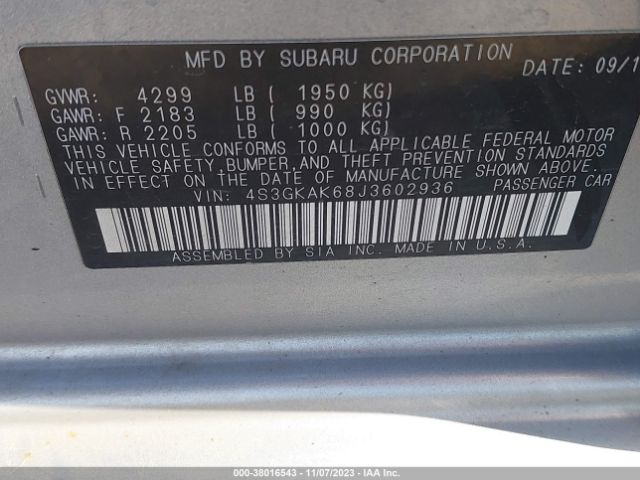 MFD BY SUBARU CORPORATION
DATE: 09/1
GVWR: 4299 LB ( 1950 KG)
GAWR: F 2183 LB ( 990 KG)
GAWR: R 2205 LB ( 1000 KG)
THIS VEHICLE CONFORMS TO ALL APPLICABLE FEDERAL MOTOR
VEHICLE SAFETY,BUMPER,AND THEFT PREVENTION STANDARDS
IN EFFECT ON THE DATE OF MANUFACTURE SHOWN ABOVE.
VIN: 4S3GKAK68J3602936 PASSENGER CAR
ASSEMBLED BY SIA INC. MADE IN U.S.A.
000-38016543 | 11/07/2023 | IAA Inc.